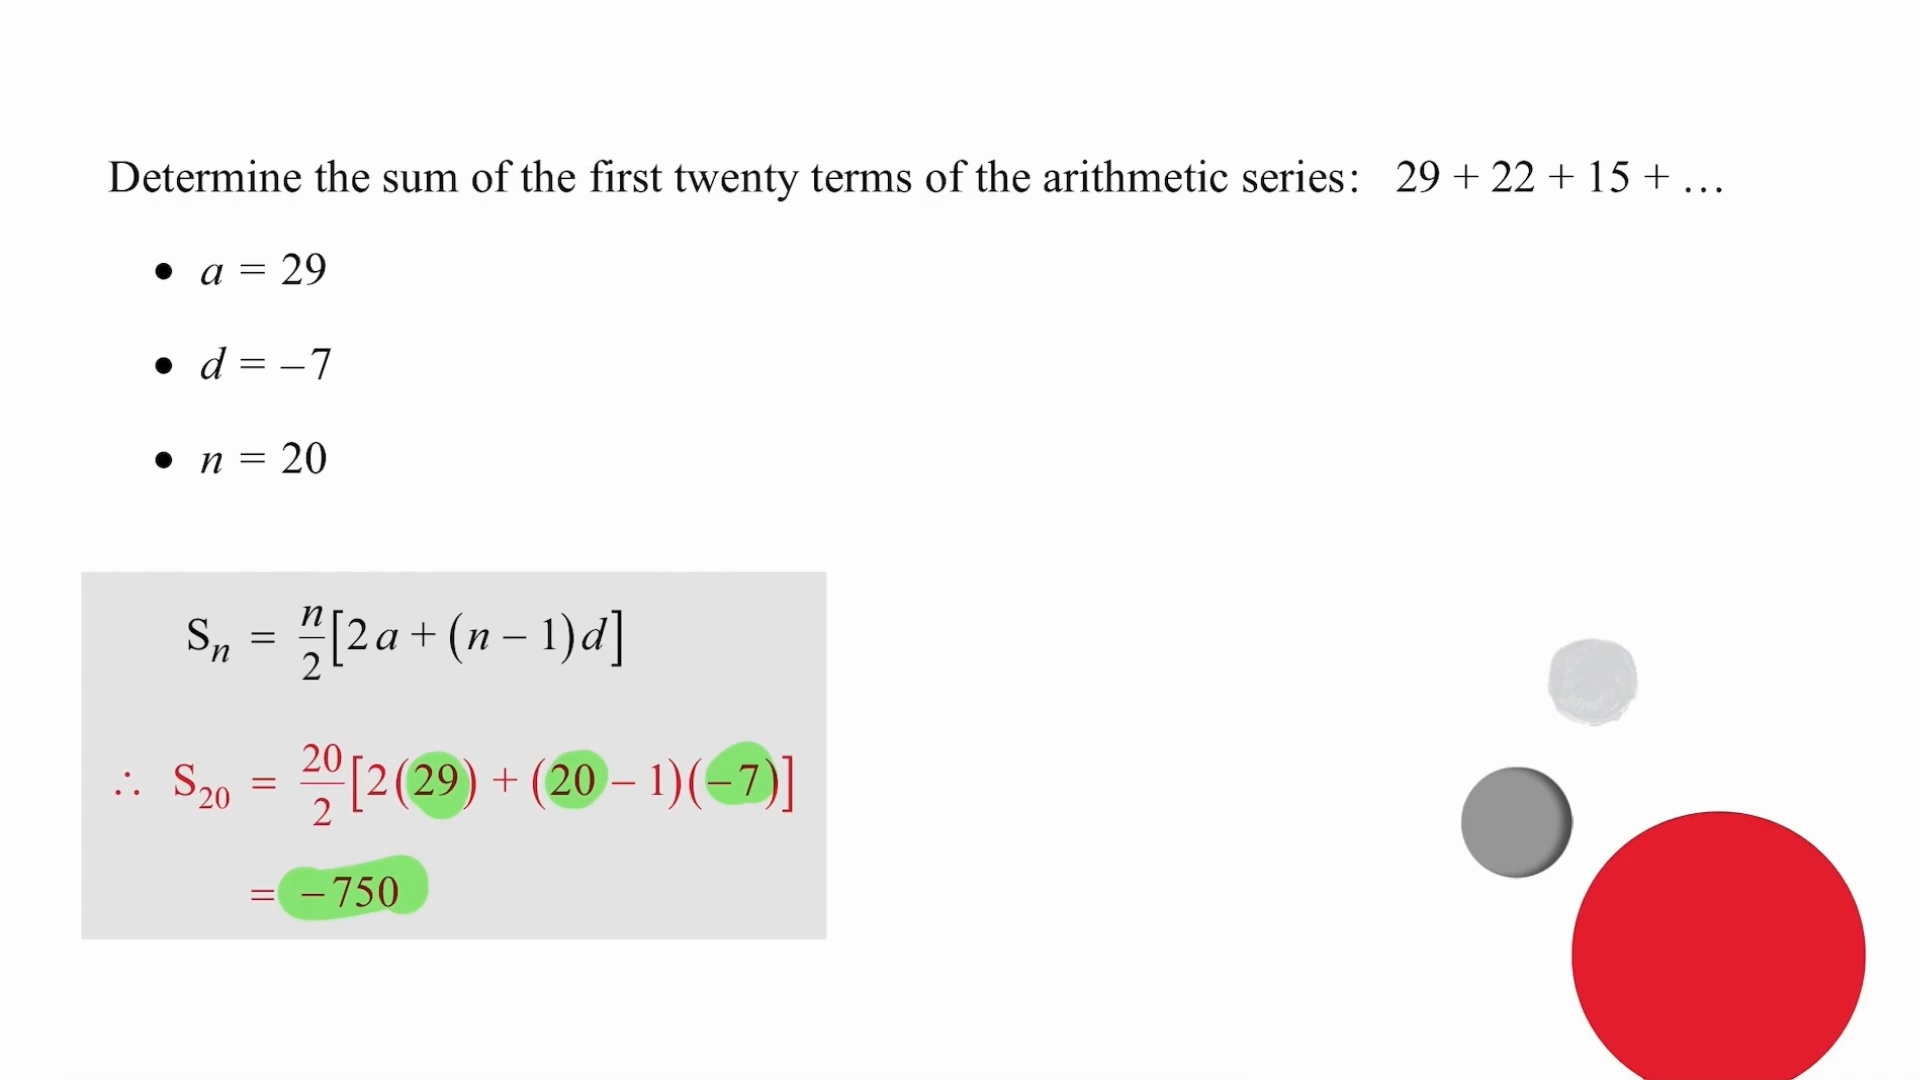 Determine the sum of the first twenty terms of the arithmetic series: 29 + 22 + 15 + …
• a = 29
• d = –7
• n = 20
Sₙ = n/2[2a + (n – 1)d]
∴ S₂₀ = 20/2[2(29) + (20 – 1)(–7)]
= –750